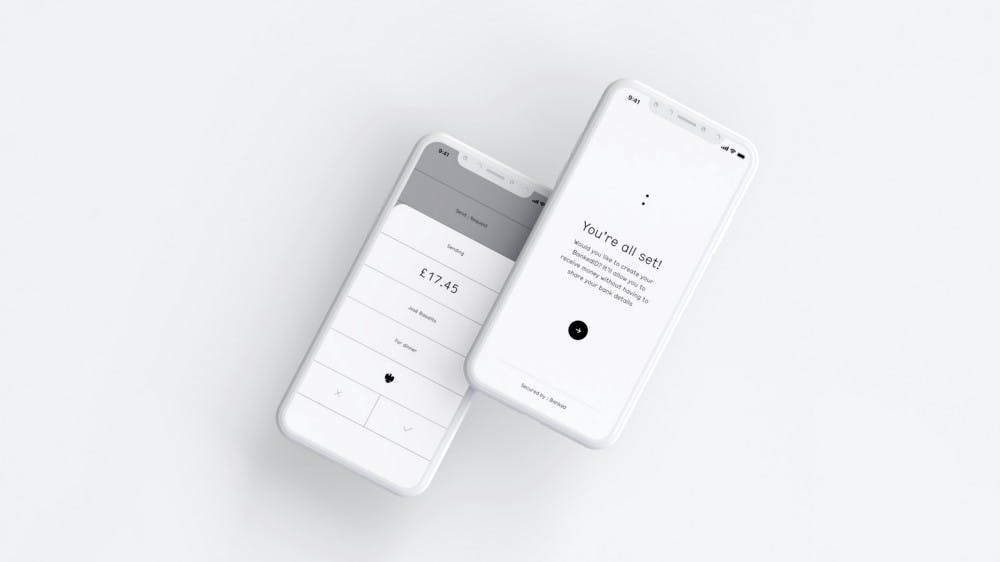 9:41
Send : Request
Sending
£17.45
José Basalto
For dinner
9:41
:
You're all set!
Would you like to create your
BankedID? It'll allow you to
receive money without having to
share your bank details
Secured by : Banked